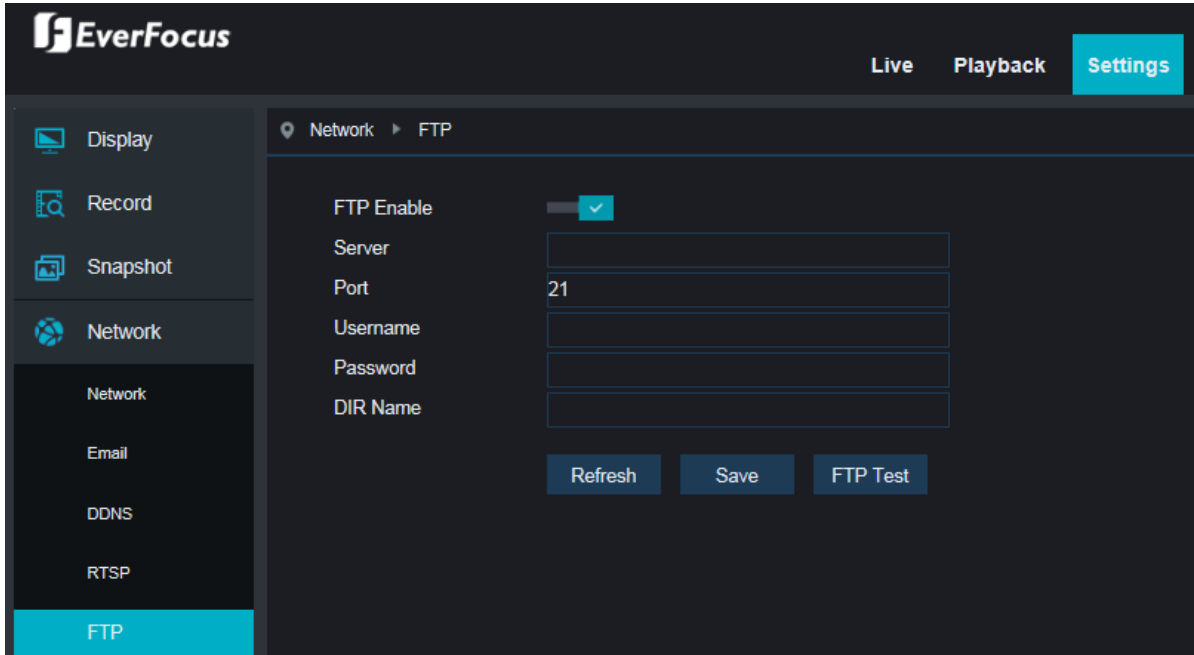 EverFocus
Live Playback Settings
Display
Record
Snapshot
Network
Network
Email
DDNS
RTSP
FTP
Network FTP
FTP Enable
Server
Port 21
Username
Password
DIR Name
Refresh Save FTP Test